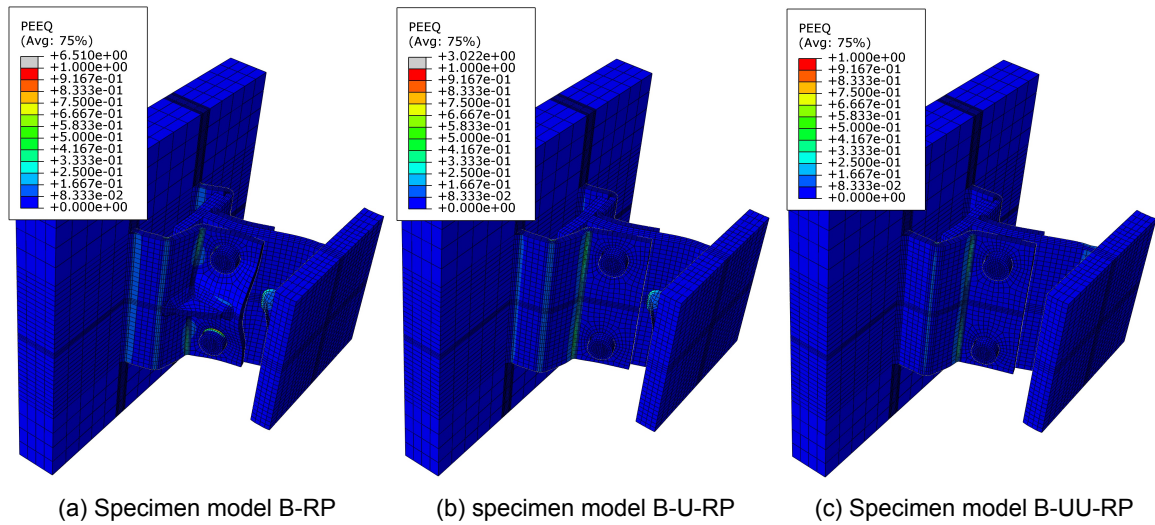 PEEQ
(Avg: 75%)
+6.510e+00
+1.000e+00
+9.167e-01
+8.333e-01
+7.500e-01
+6.667e-01
+5.833e-01
+5.000e-01
+4.167e-01
+3.333e-01
+2.500e-01
+1.667e-01
+8.333e-02
+0.000e+00
PEEQ
(Avg: 75%)
+3.022e+00
+1.000e+00
+9.167e-01
+8.333e-01
+7.500e-01
+6.667e-01
+5.833e-01
+5.000e-01
+4.167e-01
+3.333e-01
+2.500e-01
+1.667e-01
+8.333e-02
+0.000e+00
PEEQ
(Avg: 75%)
+1.000e+00
+9.167e-01
+8.333e-01
+7.500e-01
+6.667e-01
+5.833e-01
+5.000e-01
+4.167e-01
+3.333e-01
+2.500e-01
+1.667e-01
+8.333e-02
+0.000e+00
(a) Specimen model B-RP
(b) specimen model B-U-RP
(c) Specimen model B-UU-RP